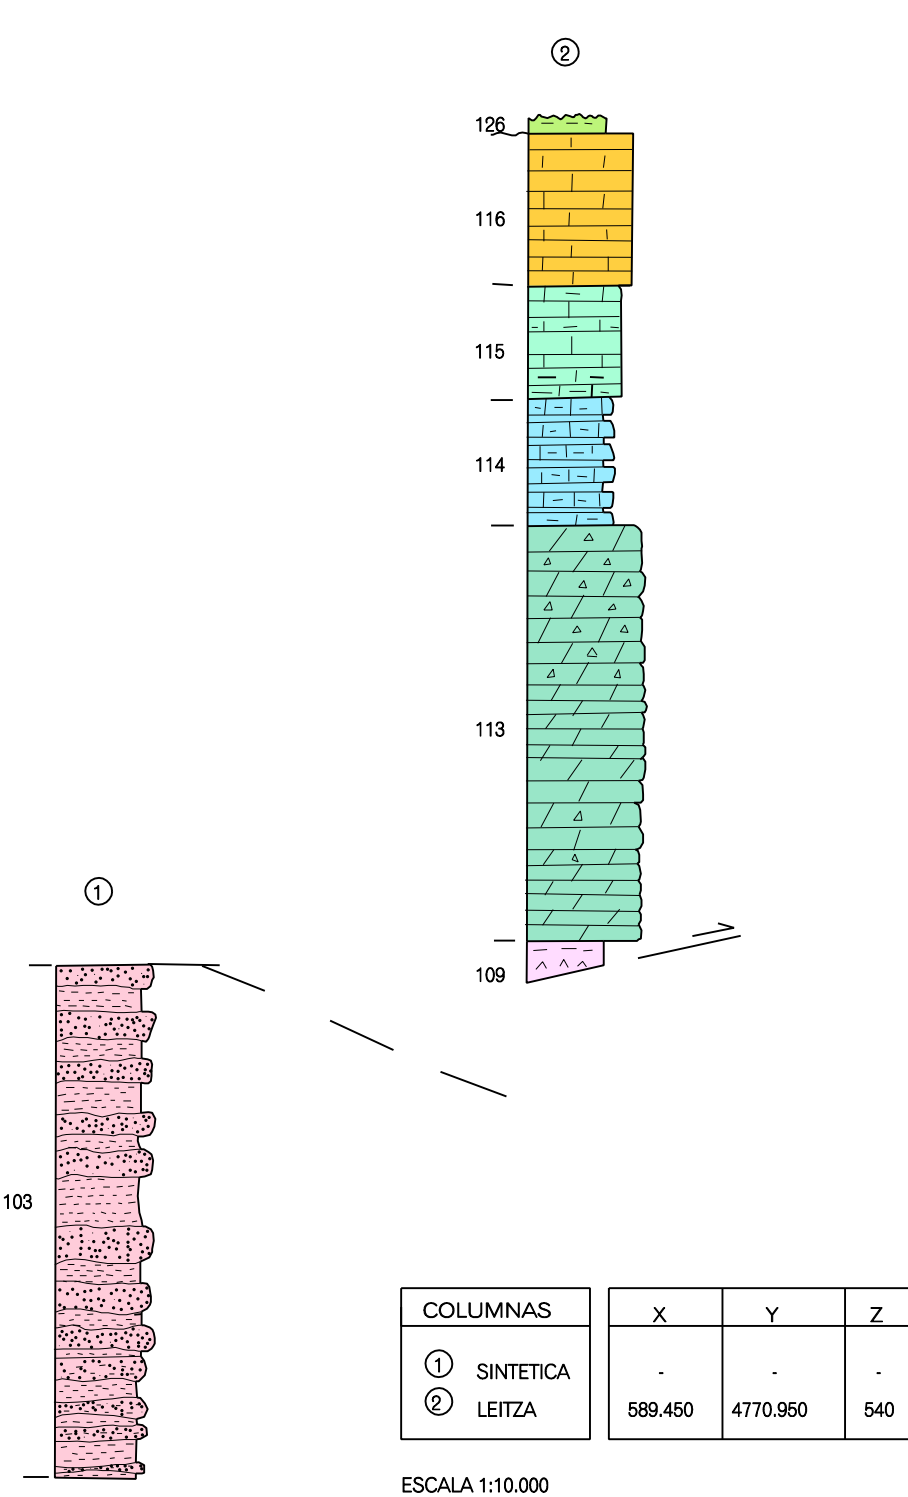 ②
126
116
115
114
113
①
109
103
COLUMNAS X Y Z
① SINTETICA - - -
② LEITZA 589.450 4770.950 540
ESCALA 1:10.000